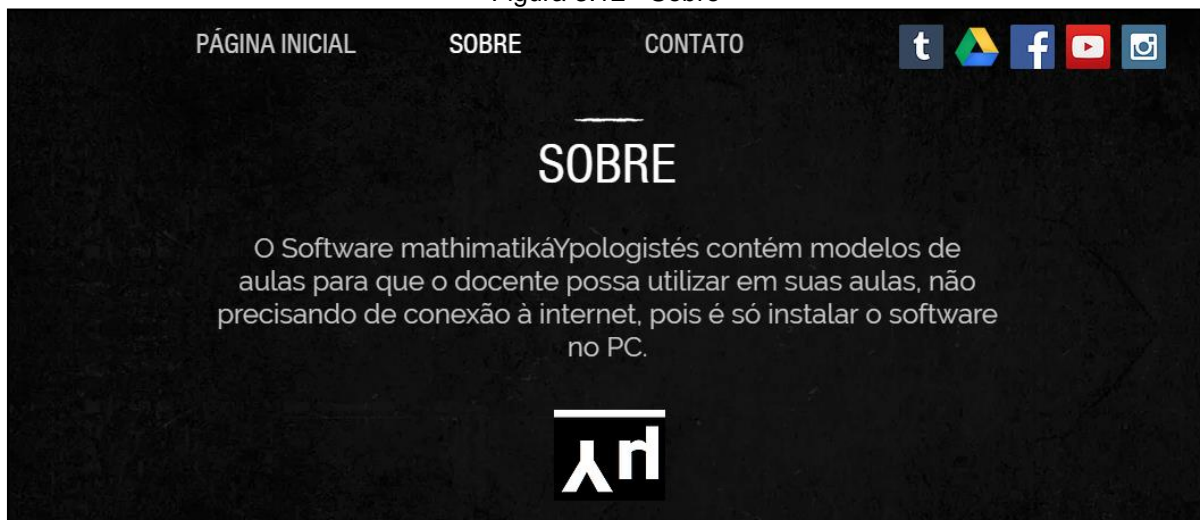 PÁGINA INICIAL SOBRE CONTATO
SOBRE
O Software mathimatikáYpologistés contém modelos de
aulas para que o docente possa utilizar em suas aulas, não
precisando de conexão à internet, pois é só instalar o software
no PC.